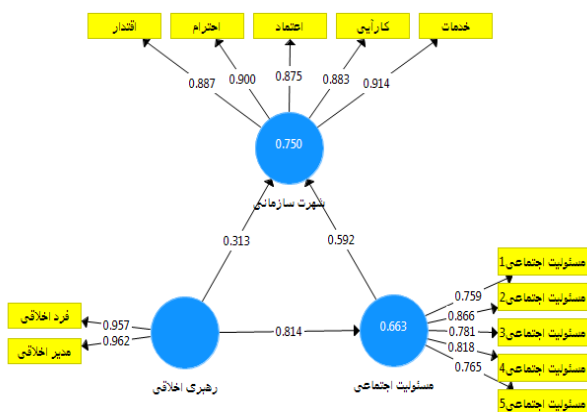 اقتدار
احترام
اعتماد
کارآیی
خدمات
0.887
0.900
0.875
0.883
0.914
0.750
شهرت سازمانی
0.313
0.592
فرد اخلاقی
مدیر اخلاقی
0.957
0.962
رهبری اخلاقی
0.814
0.663
مسئولیت اجتماعی
0.759
0.866
0.781
0.818
0.765
مسئولیت اجتماعی1
مسئولیت اجتماعی2
مسئولیت اجتماعی3
مسئولیت اجتماعی4
مسئولیت اجتماعی5